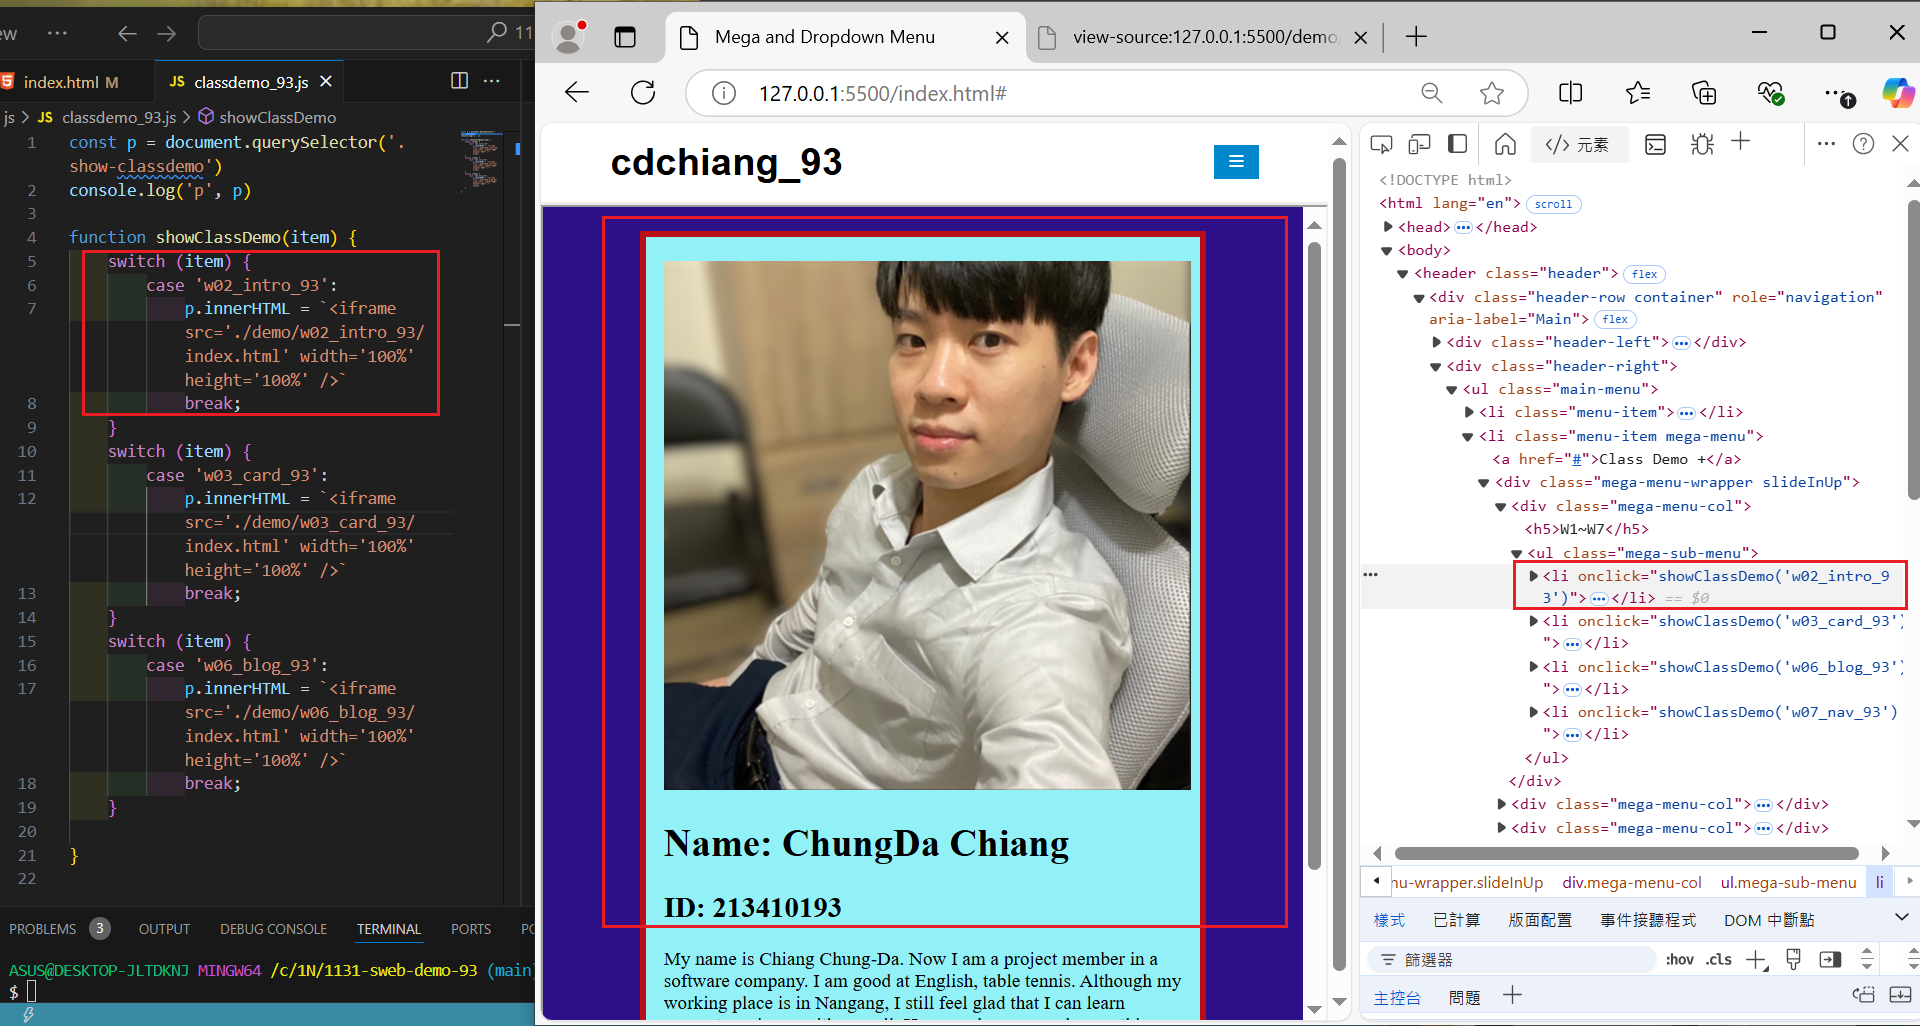 ew ··· 11
index.html M
JS classdemo_93.js
js > JS classdemo_93.js > showClassDemo
1 const p = document.querySelector('.
show-classdemo')
2 console.log('p', p)
3
4 function showClassDemo(item) {
5 switch (item) {
6 case 'w02_intro_93':
7 p.innerHTML = `<iframe
src='./demo/w02_intro_93/
index.html' width='100%'
height='100%' />`
8 break;
9 }
10 switch (item) {
11 case 'w03_card_93':
12 p.innerHTML = `<iframe
src='./demo/w03_card_93/
index.html' width='100%'
height='100%' />`
13 break;
14 }
15 switch (item) {
16 case 'w06_blog_93':
17 p.innerHTML = `<iframe
src='./demo/w06_blog_93/
index.html' width='100%'
height='100%' />`
18 break;
19 }
20
21 }
22
PROBLEMS 3 OUTPUT DEBUG CONSOLE TERMINAL PORTS
ASUS@DESKTOP-JLTDKNJ MINGW64 /c/1N/1131-sweb-demo-93 (main
$
Mega and Dropdown Menu
view-source:127.0.0.1:5500/demo
127.0.0.1:5500/index.html#
cdchiang_93
Name: ChungDa Chiang
ID: 213410193
My name is Chiang Chung-Da. Now I am a project member in a
software company. I am good at English, table tennis. Although my
working place is in Nangang, I still feel glad that I can learn
</> 元素
<!DOCTYPE html>
<html lang="en"> scroll
<head> ··· </head>
<body>
<header class="header"> flex
<div class="header-row container" role="navigation"
aria-label="Main"> flex
<div class="header-left"> ··· </div>
<div class="header-right">
<ul class="main-menu">
<li class="menu-item"> ··· </li>
<li class="menu-item mega-menu">
<a href="#">Class Demo +</a>
<div class="mega-menu-wrapper slideInUp">
<div class="mega-menu-col">
<h5>W1~W7</h5>
<ul class="mega-sub-menu">
<li onclick="showClassDemo('w02_intro_9
3')"> ··· </li> == $0
<li onclick="showClassDemo('w03_card_93')
"> ··· </li>
<li onclick="showClassDemo('w06_blog_93')
"> ··· </li>
<li onclick="showClassDemo('w07_nav_93')
"> ··· </li>
</ul>
</div>
<div class="mega-menu-col"> ··· </div>
<div class="mega-menu-col"> ··· </div>
nu-wrapper.slideInUp div.mega-menu-col ul.mega-sub-menu li
樣式 已計算 版面配置 事件接聽程式 DOM 中斷點
篩選器 :hov .cls
主控台 問題